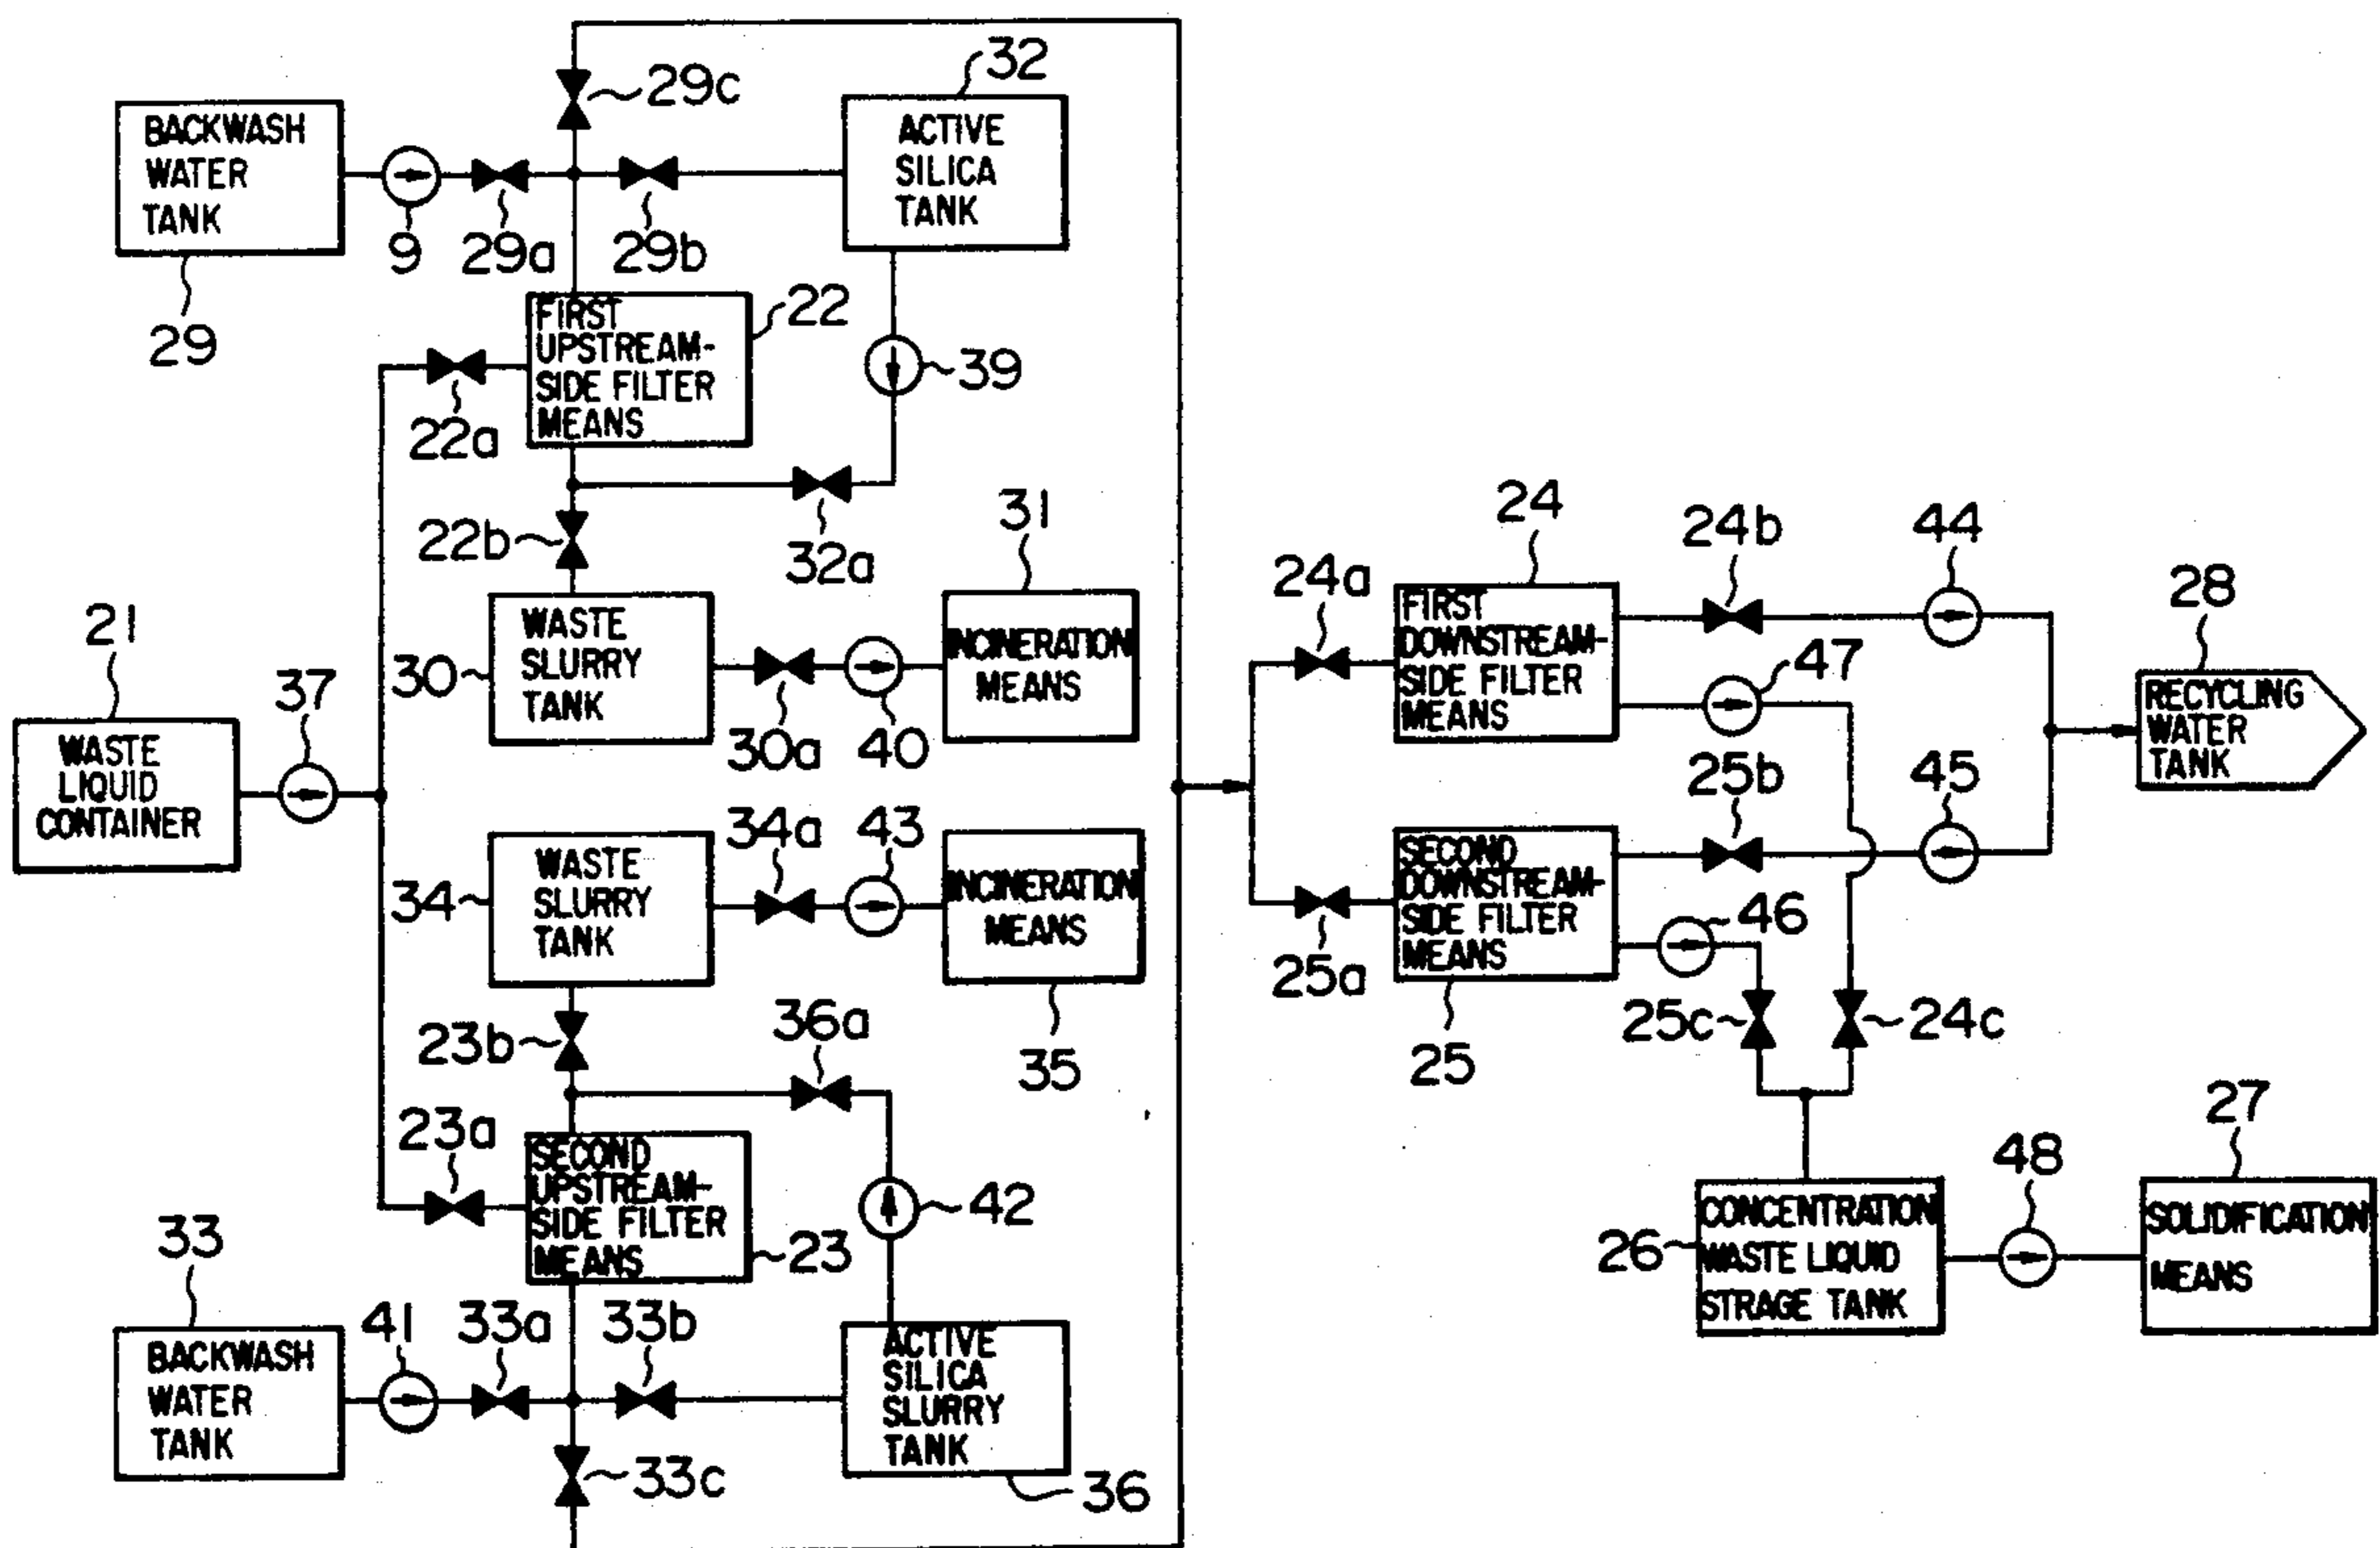 29c
32
BACKWASH
WATER
TANK
ACTIVE
SILICA
TANK
9
29a
29b
29
FIRST
UPSTREAM-
SIDE FILTER
MEANS
22
39
22a
22b
32a
31
24
24b
44
21
37
30
WASTE
SLURRY
TANK
INCINERATION
MEANS
24a
FIRST
DOWNSTREAM-
SIDE FILTER
MEANS
47
28
30a
40
RECYCLING
WATER
TANK
WASTE
LIQUID
CONTAINER
34a
43
25b
45
34
WASTE
SLURRY
TANK
INCINERATION
MEANS
SECOND
DOWNSTREAM-
SIDE FILTER
MEANS
46
25a
23b
36a
35
25
25c
24c
23a
SECOND
UPSTREAM-
SIDE FILTER
MEANS
23
42
48
27
33
26
CONCENTRATION
WASTE LIQUID
STRAGE TANK
SOLIDIFICATION
MEANS
41
33a
33b
BACKWASH
WATER
TANK
ACTIVE
SILICA
SLURRY
TANK
33c
36